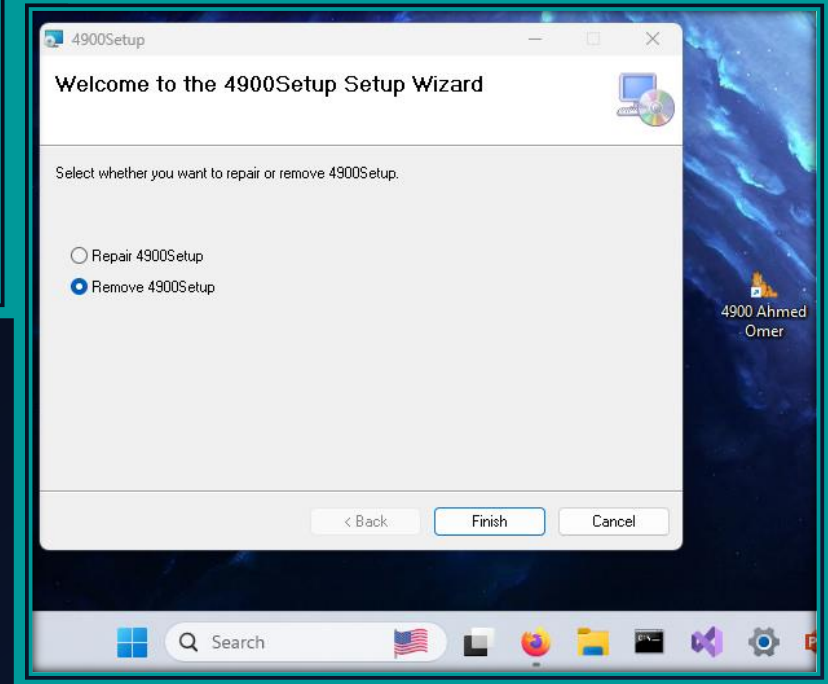 4900Setup
Welcome to the 4900Setup Setup Wizard
Select whether you want to repair or remove 4900Setup.
Repair 4900Setup
Remove 4900Setup
4900 Ahmed
Omer
< Back
Finish
Cancel
Search